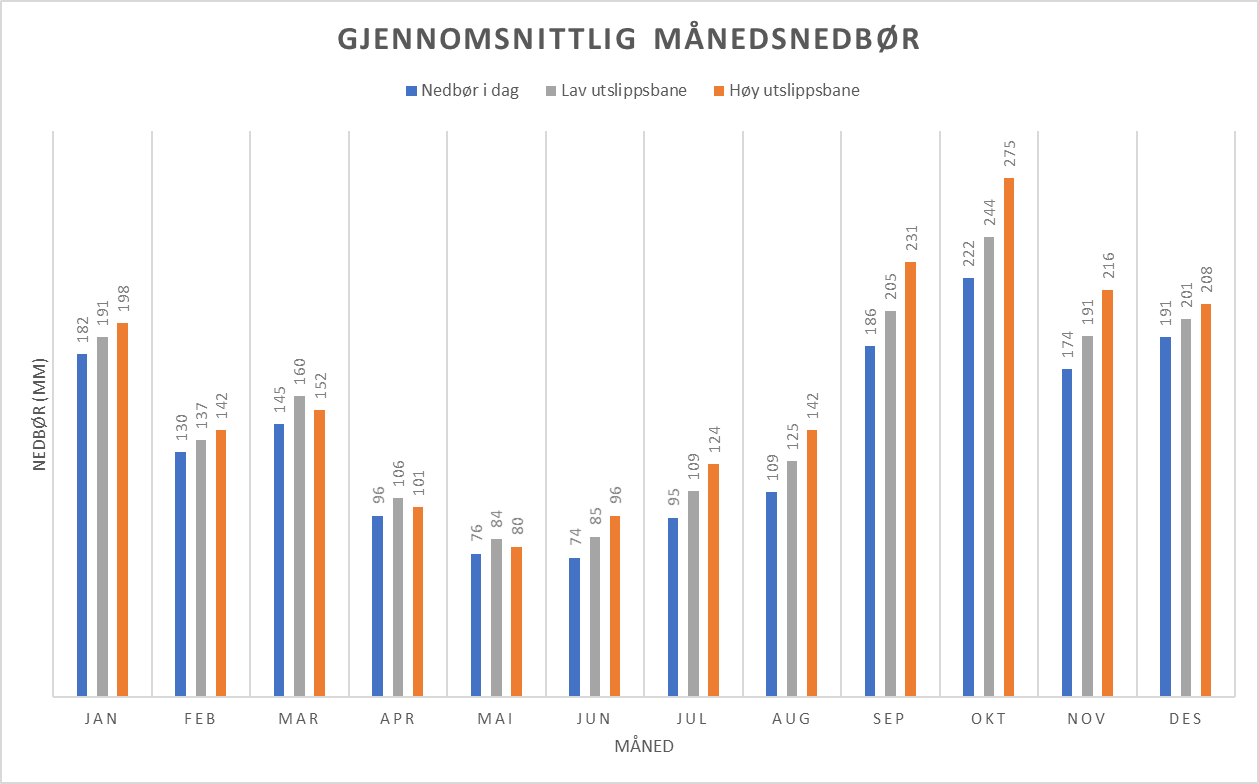 GJENNOMSNITTLIG MÅNEDSNEDBØR
Nedbør i dag Lav utslippsbane Høy utslippsbane
NEDBØR (MM)
182 191 198
130 137 142
145 160 152
96 106 101
76 84 80
74 85 96
95 109 124
109 125 142
186 205 231
222 244 275
174 191 216
191 201 208
JAN FEB MAR APR MAI JUN JUL AUG SEP OKT NOV DES
MÅNED